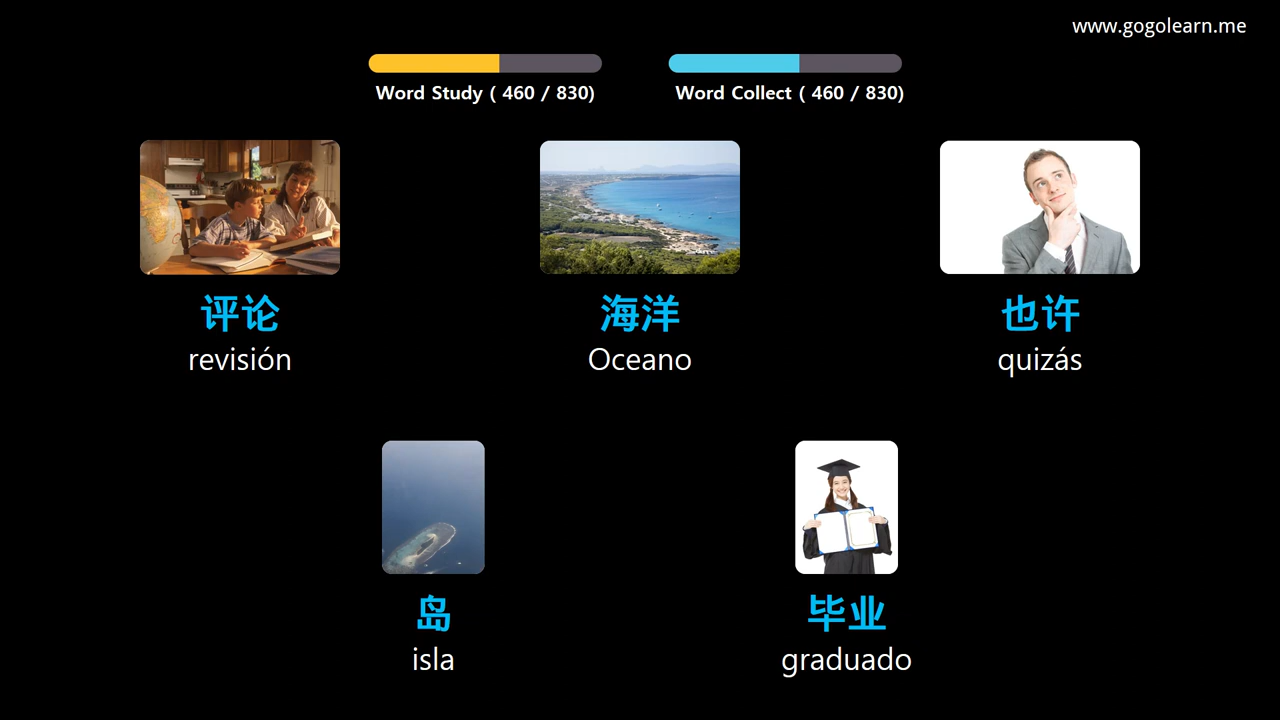 www.gogolearn.me
Word Study ( 460 / 830)
Word Collect ( 460 / 830)
评论
revisión
海洋
Oceano
也许
quizás
岛
isla
毕业
graduado